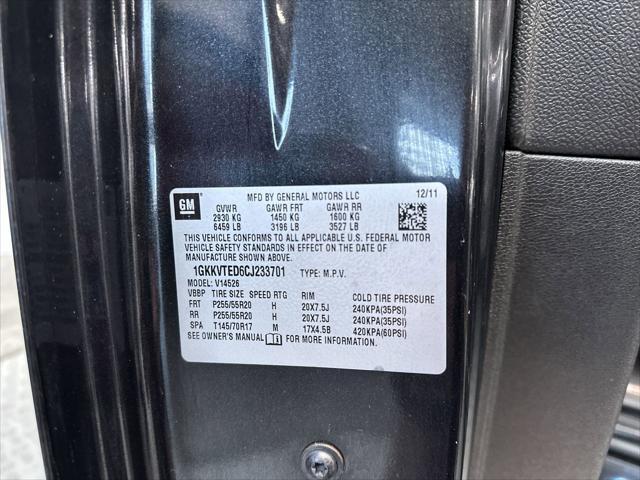 GM
MFD BY GENERAL MOTORS LLC 12/11
GVWR GAWR FRT GAWR RR
2930 KG 1450 KG 1600 KG
6459 LB 3196 LB 3527 LB
THIS VEHICLE CONFORMS TO ALL APPLICABLE U.S. FEDERAL MOTOR
VEHICLE SAFETY STANDARDS IN EFFECT ON THE DATE OF
MANUFACTURE SHOWN ABOVE.
1GKKVTED6CJ233701 TYPE: M.P.V.
MODEL: V14526
VBBP TIRE SIZE SPEED RTG RIM COLD TIRE PRESSURE
FRT P255/55R20 H 20X7.5J 240KPA(35PSI)
RR P255/55R20 H 20X7.5J 240KPA(35PSI)
SPA T145/70R17 M 17X4.5B 420KPA(60PSI)
SEE OWNER'S MANUAL FOR MORE INFORMATION.